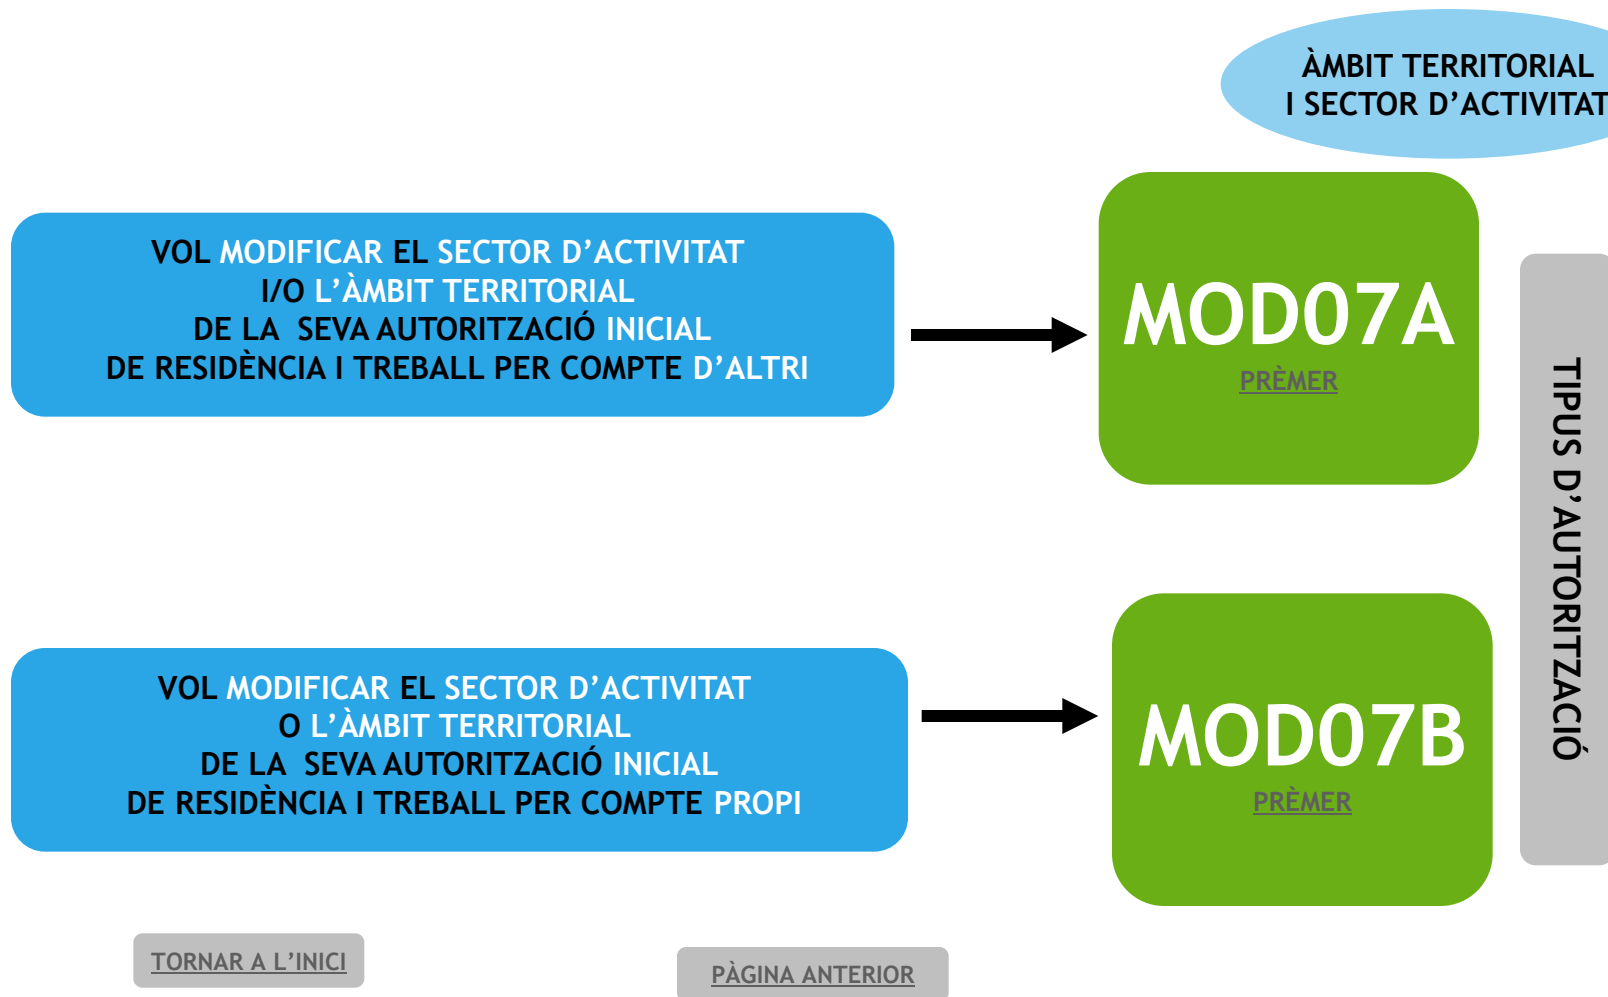 ÀMBIT TERRITORIAL
I SECTOR D’ACTIVITAT
VOL MODIFICAR EL SECTOR D’ACTIVITAT
I/O L’ÀMBIT TERRITORIAL
DE LA SEVA AUTORITZACIÓ INICIAL
DE RESIDÈNCIA I TREBALL PER COMPTE D’ALTRI
MOD07A
PRÈMER
TIPUS D’AUTORITZACIÓ
VOL MODIFICAR EL SECTOR D’ACTIVITAT
O L’ÀMBIT TERRITORIAL
DE LA SEVA AUTORITZACIÓ INICIAL
DE RESIDÈNCIA I TREBALL PER COMPTE PROPI
MOD07B
PRÈMER
TORNAR A L’INICI
PÀGINA ANTERIOR